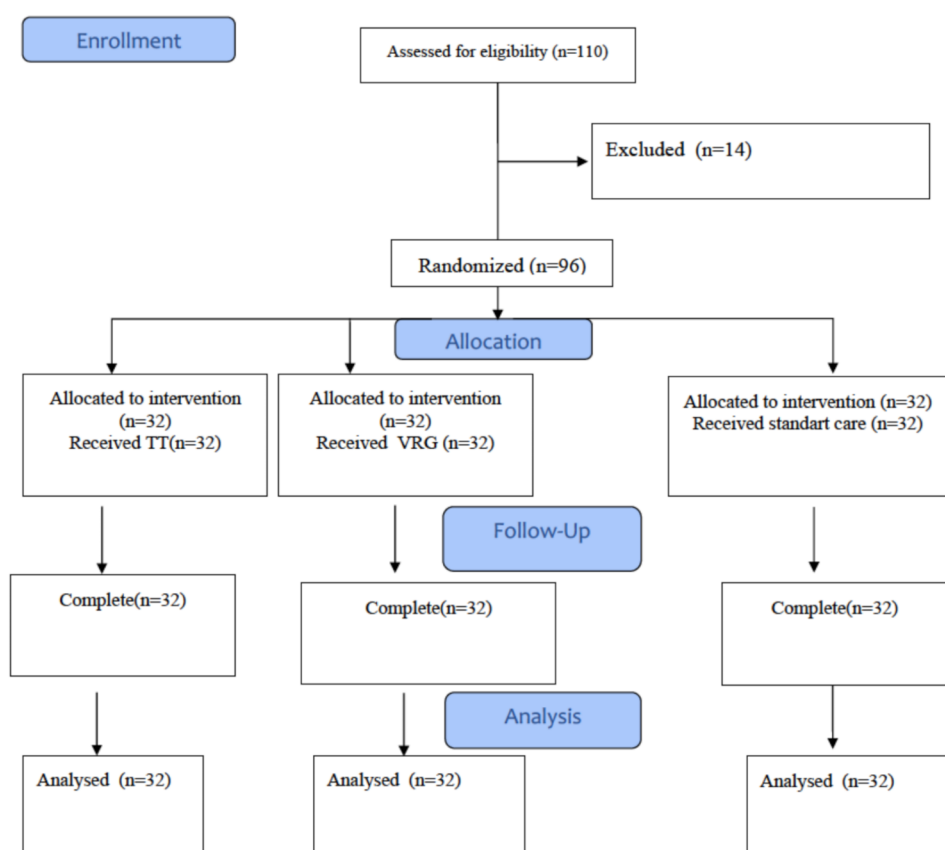 Enrollment
Assessed for eligibility (n=110)
Excluded (n=14)
Randomized (n=96)
Allocation
Allocated to intervention
(n=32)
Received TT(n=32)
Allocated to intervention
(n=32)
Received VRG (n=32)
Allocated to intervention (n=32)
Received standart care (n=32)
Follow-Up
Complete(n=32)
Complete(n=32)
Complete(n=32)
Analysis
Analysed (n=32)
Analysed (n=32)
Analysed (n=32)